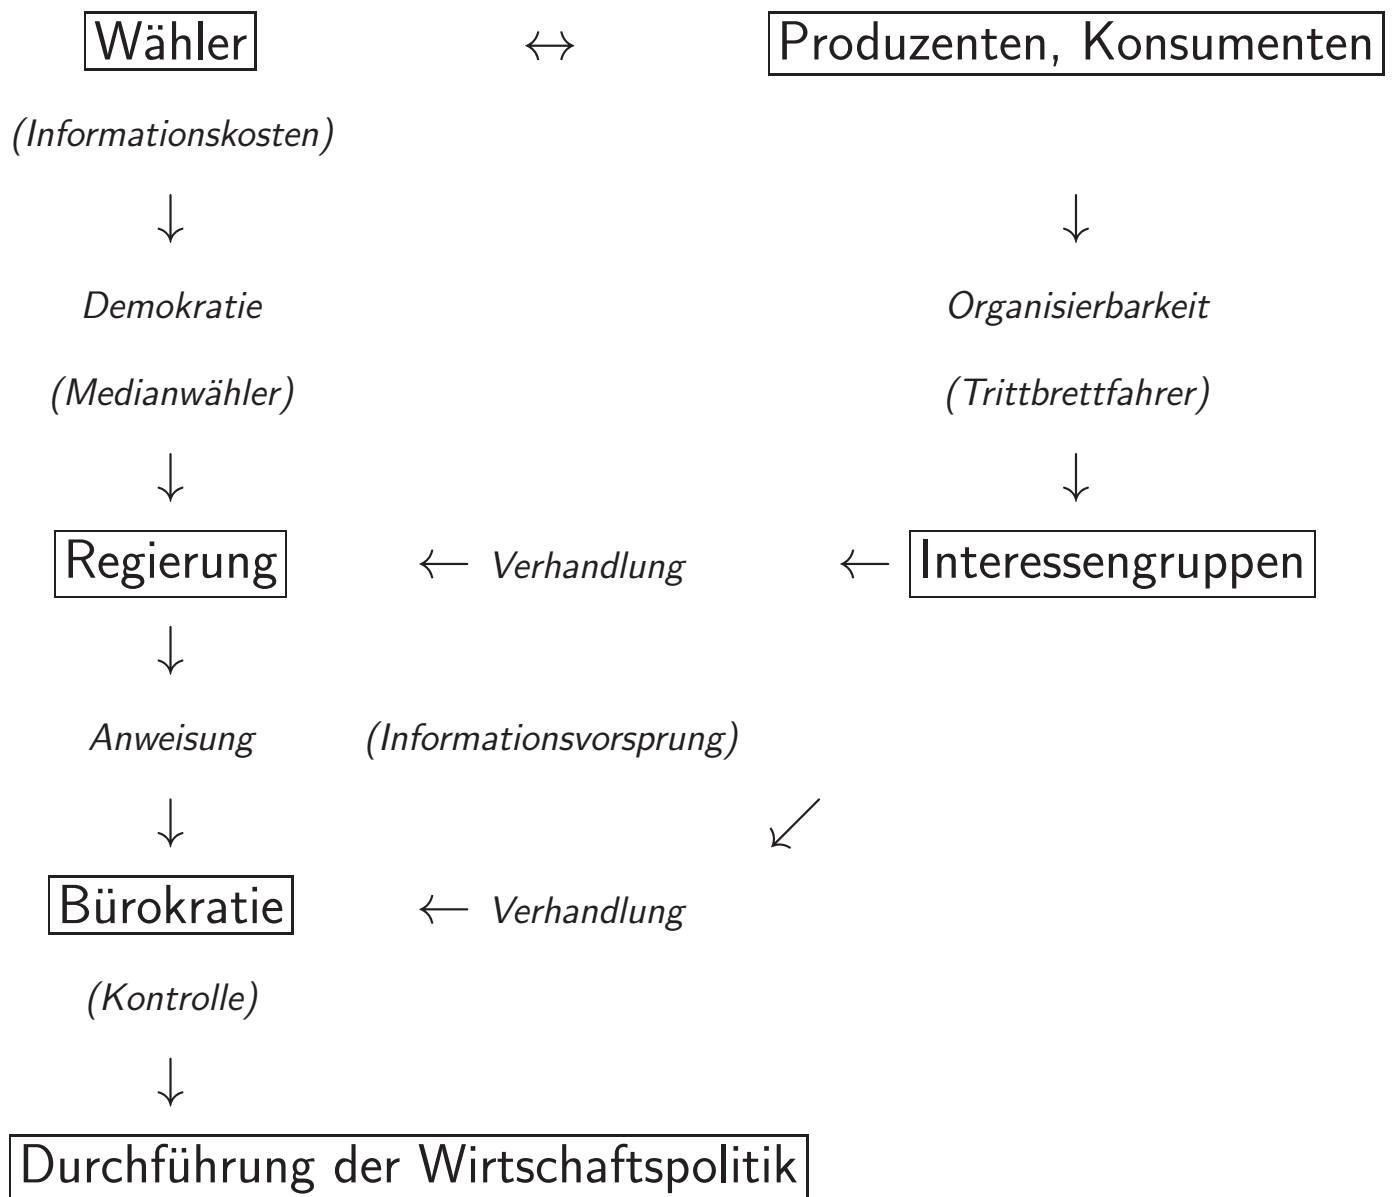 Wähler ↔ Produzenten, Konsumenten
(Informationskosten)
↓ ↓
Demokratie Organisierbarkeit
(Medianwähler) (Trittbrettfahrer)
↓ ↓
Regierung ← Verhandlung ← Interessengruppen
↓
Anweisung (Informationsvorsprung)
↓ ↙
Bürokratie ← Verhandlung
(Kontrolle)
↓
Durchführung der Wirtschaftspolitik